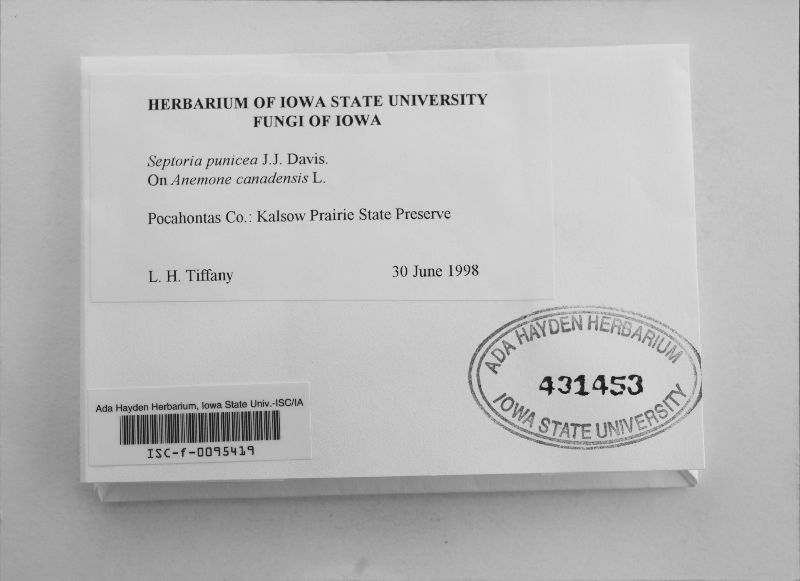 HERBARIUM OF IOWA STATE UNIVERSITY
FUNGI OF IOWA
Septoria punicea J.J. Davis.
On Anemone canadensis L.
Pocahontas Co.: Kalsow Prairie State Preserve
L. H. Tiffany 30 June 1998
ADA HAYDEN HERBARIUM
431453
IOWA STATE UNIVERSITY
Ada Hayden Herbarium, Iowa State Univ.-ISC/IA
ISC-f-0095419